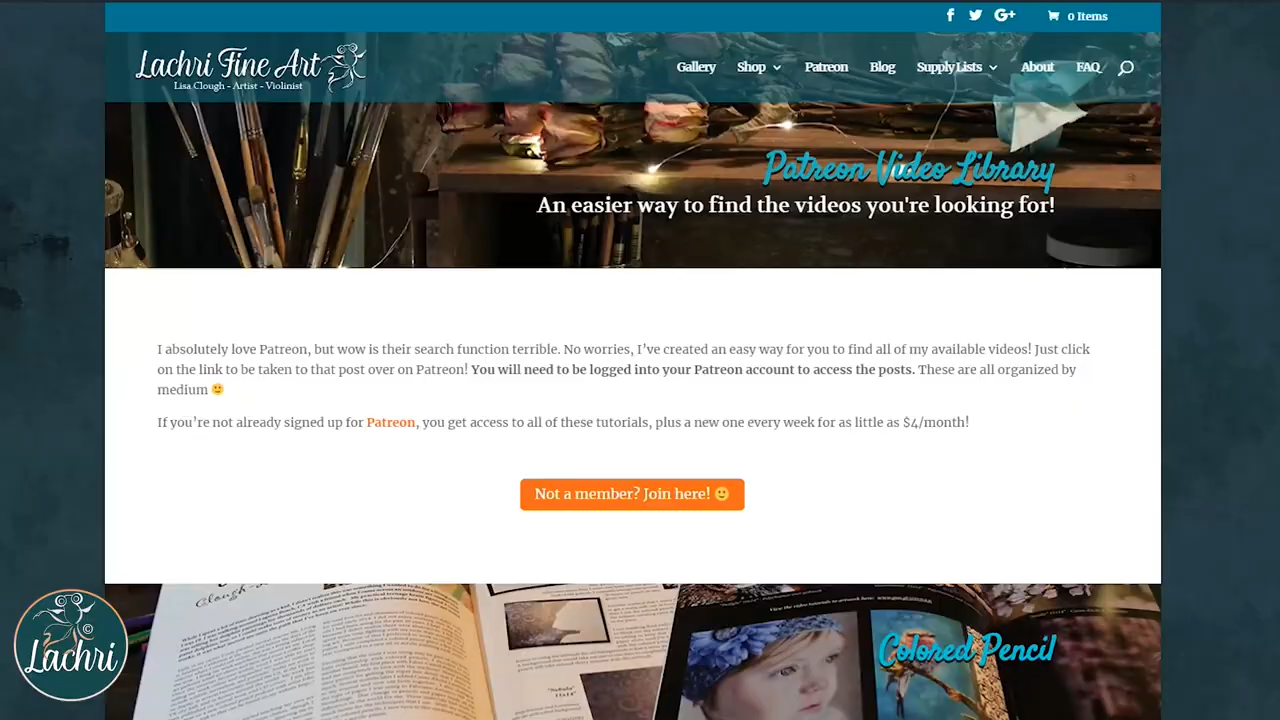 0 Items
Lachri Fine Art
Lisa Clough - Artist - Violinist
Gallery Shop Patreon Blog Supply Lists About FAQ
Patreon Video Library
An easier way to find the videos you're looking for!
I absolutely love Patreon, but wow is their search function terrible. No worries, I've created an easy way for you to find all of my available videos! Just click
on the link to be taken to that post over on Patreon! You will need to be logged into your Patreon account to access the posts. These are all organized by
medium 🙂
If you're not already signed up for Patreon, you get access to all of these tutorials, plus a new one every week for as little as $4/month!
Not a member? Join here! 🙂
Colored Pencil
Lachri